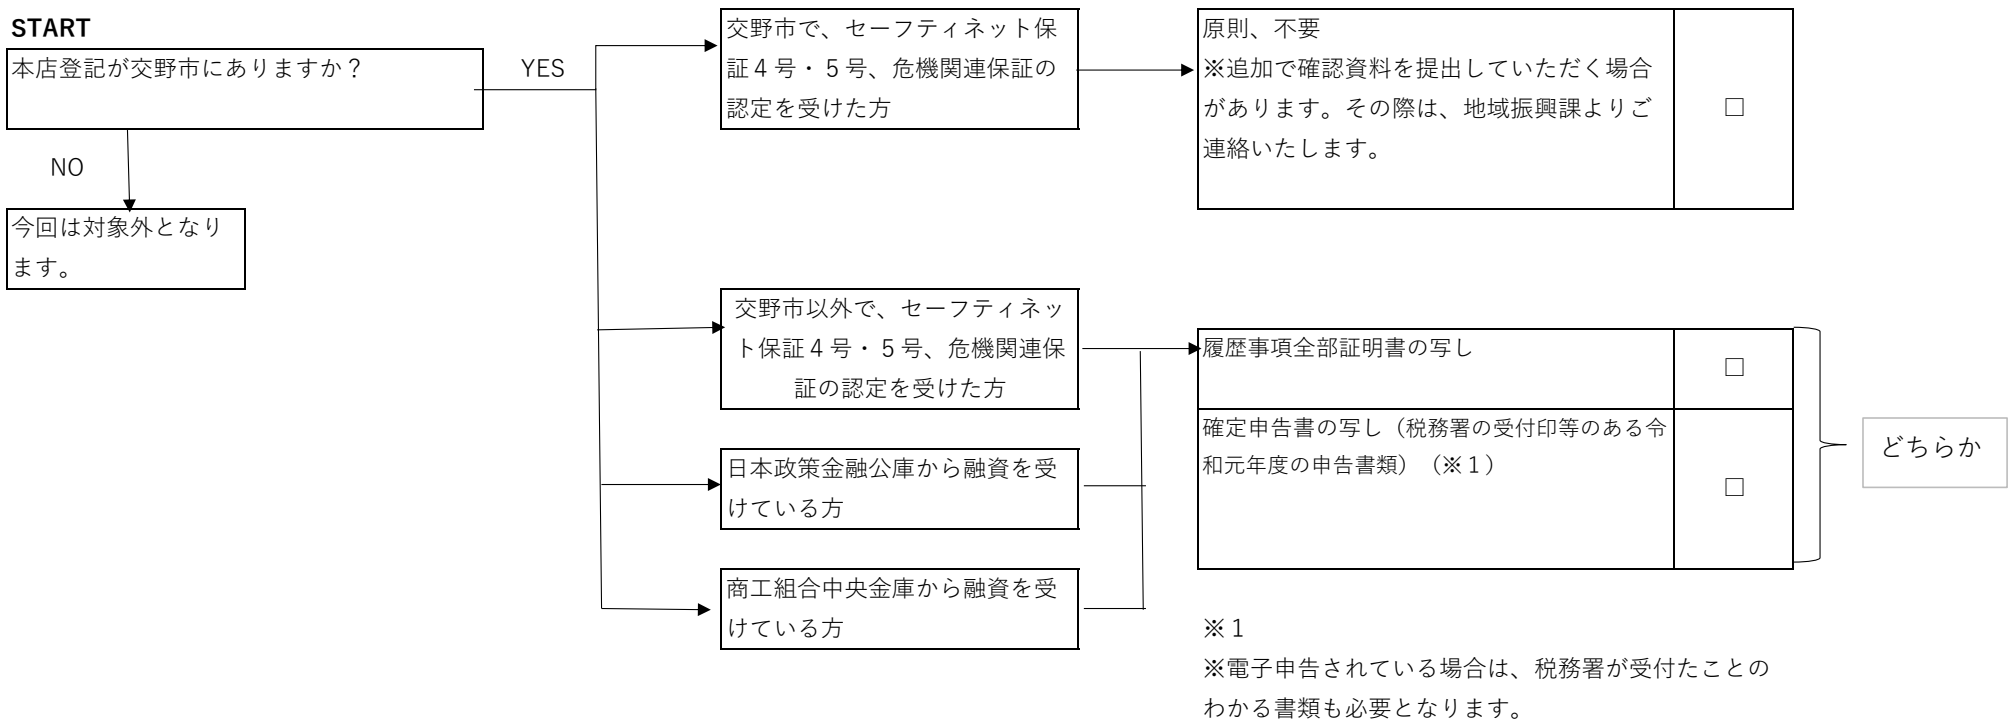 START
本店登記が交野市にありますか？
YES
NO
今回は対象外となり
ます。
交野市で、セーフティネット保
証４号・５号、危機関連保証の
認定を受けた方
原則、不要
※追加で確認資料を提出していただく場合
があります。その際は、地域振興課よりご
連絡いたします。
□
交野市以外で、セーフティネッ
ト保証４号・５号、危機関連保
証の認定を受けた方
日本政策金融公庫から融資を受
けている方
商工組合中央金庫から融資を受
けている方
履歴事項全部証明書の写し
□
確定申告書の写し（税務署の受付印等のある令
和元年度の申告書類）（※１）
□
どちらか
※１
※電子申告されている場合は、税務署が受付たことの
わかる書類も必要となります。